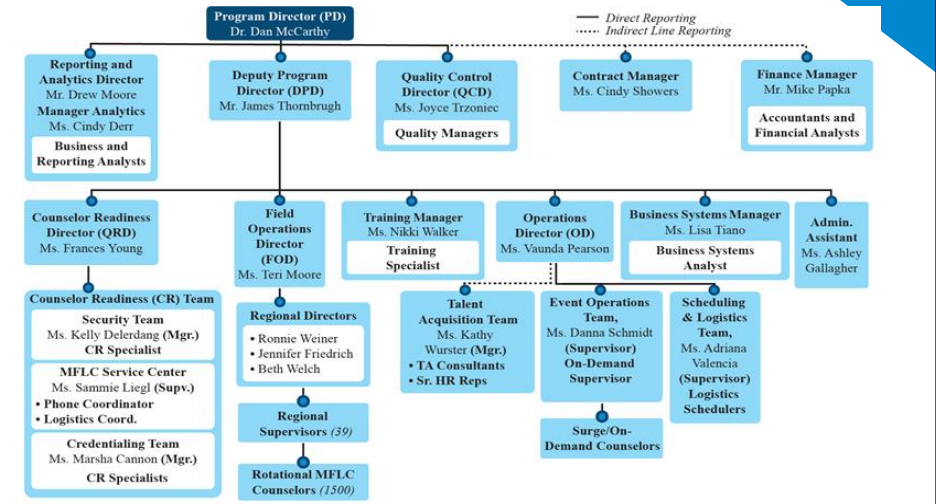 Program Director (PD)
Dr. Dan McCarthy
Direct Reporting
Indirect Line Reporting
Reporting and
Analytics Director
Mr. Drew Moore
Manager Analytics
Ms. Cindy Derr
Business and
Reporting Analysts
Deputy Program
Director (DPD)
Mr. James Thornbrugh
Quality Control
Director (QCD)
Ms. Joyce Trzoniec
Quality Managers
Contract Manager
Ms. Cindy Showers
Finance Manager
Mr. Mike Papka
Accountants and
Financial Analysts
Counselor Readiness
Director (QRD)
Ms. Frances Young
Field
Operations
Director
(FOD)
Ms. Teri Moore
Training Manager
Ms. Nikki Walker
Training
Specialist
Operations
Director (OD)
Ms. Vaunda Pearson
Business Systems Manager
Ms. Lisa Tiano
Business Systems
Analyst
Admin.
Assistant
Ms. Ashley
Gallagher
Counselor Readiness (CR) Team
Security Team
Ms. Kelly Delerdang (Mgr.)
CR Specialist
MFLC Service Center
Ms. Sammie Liegl (Supv.)
• Phone Coordinator
• Logistics Coord.
Credentialing Team
Ms. Marsha Cannon (Mgr.)
CR Specialists
Regional Directors
• Ronnie Weiner
• Jennifer Friedrich
• Beth Welch
Regional
Supervisors (39)
Rotational MFLC
Counselors (1500)
Talent
Acquisition Team
Ms. Kathy
Wurster (Mgr.)
• TA Consultants
• Sr. HR Reps
Event Operations
Team,
Ms. Danna Schmidt
(Supervisor)
On-Demand
Supervisor
Surge/On-
Demand Counselors
Scheduling
& Logistics
Team,
Ms. Adriana
Valencia
(Supervisor)
Logistics
Schedulers